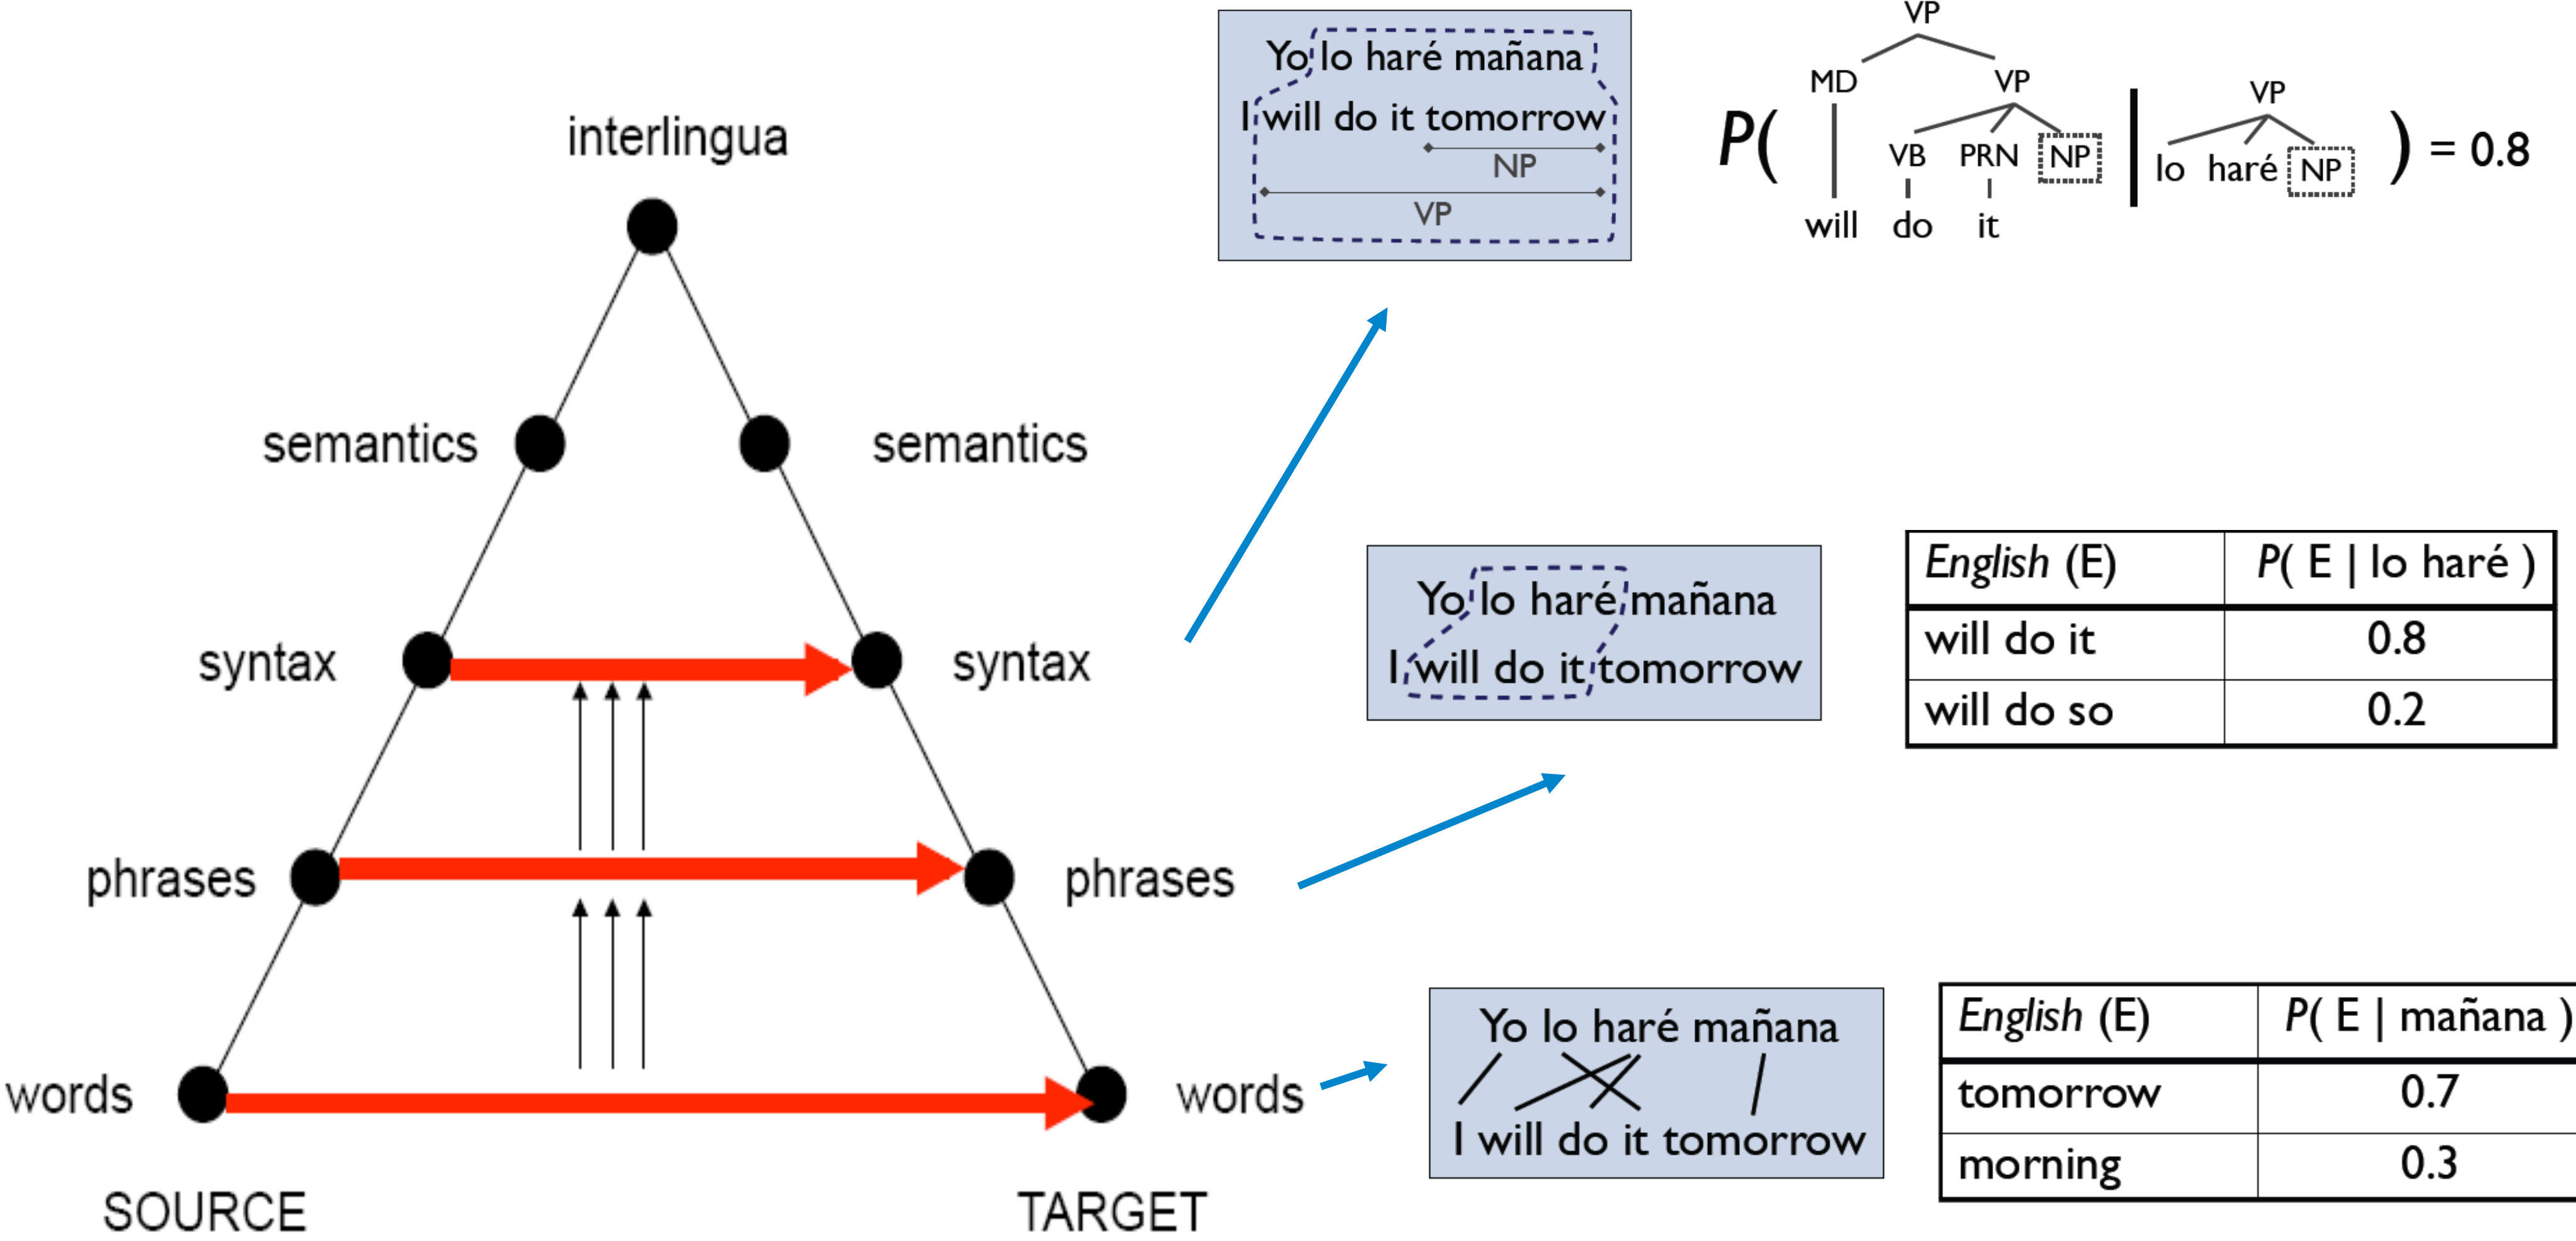 interlingua
semantics
semantics
syntax
syntax
phrases
phrases
words
words
SOURCE
TARGET
Yo lo haré mañana
I will do it tomorrow
NP
VP
VP
MD
VP
VP
P(
VB
PRN
NP
|
lo haré NP
) = 0.8
will do it
Yo lo haré mañana
I will do it tomorrow
English (E) P( E | lo haré )
will do it 0.8
will do so 0.2
Yo lo haré mañana
I will do it tomorrow
English (E) P( E | mañana )
tomorrow 0.7
morning 0.3